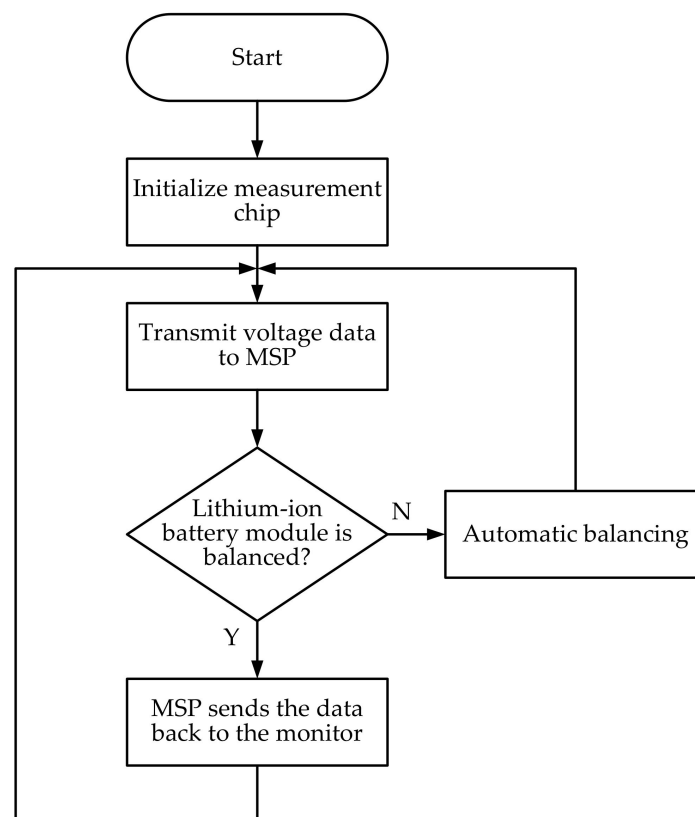 Start
Initialize measurement
chip
Transmit voltage data
to MSP
Lithium-ion
battery module is
balanced?
N
Automatic balancing
Y
MSP sends the data
back to the monitor